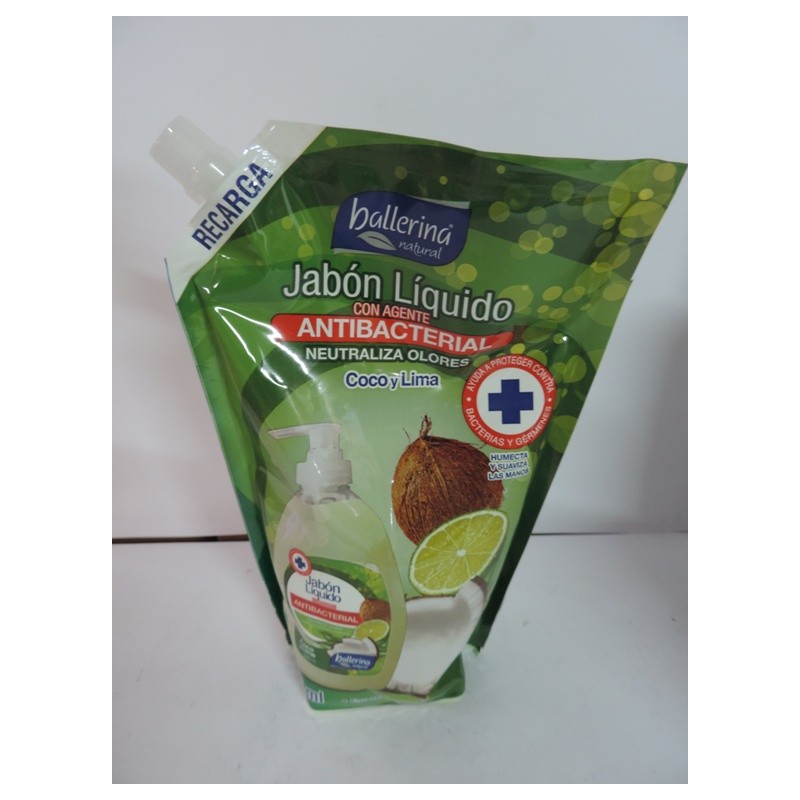 RECARGA
ballerina
natural
Jabón Líquido
CON AGENTE
ANTIBACTERIAL
NEUTRALIZA OLORES
Coco y Lima
AYUDA A PROTEGER CONTRA
BACTERIAS Y GÉRMENES
HUMECTA
Y SUAVIZA
LAS MANOS
Jabón
Líquido
ANTIBACTERIAL
ballerina
ml